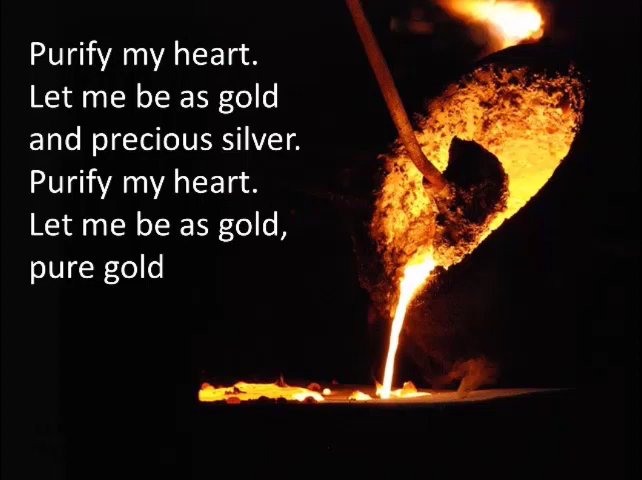 Purify my heart.
Let me be as gold
and precious silver.
Purify my heart.
Let me be as gold,
pure gold